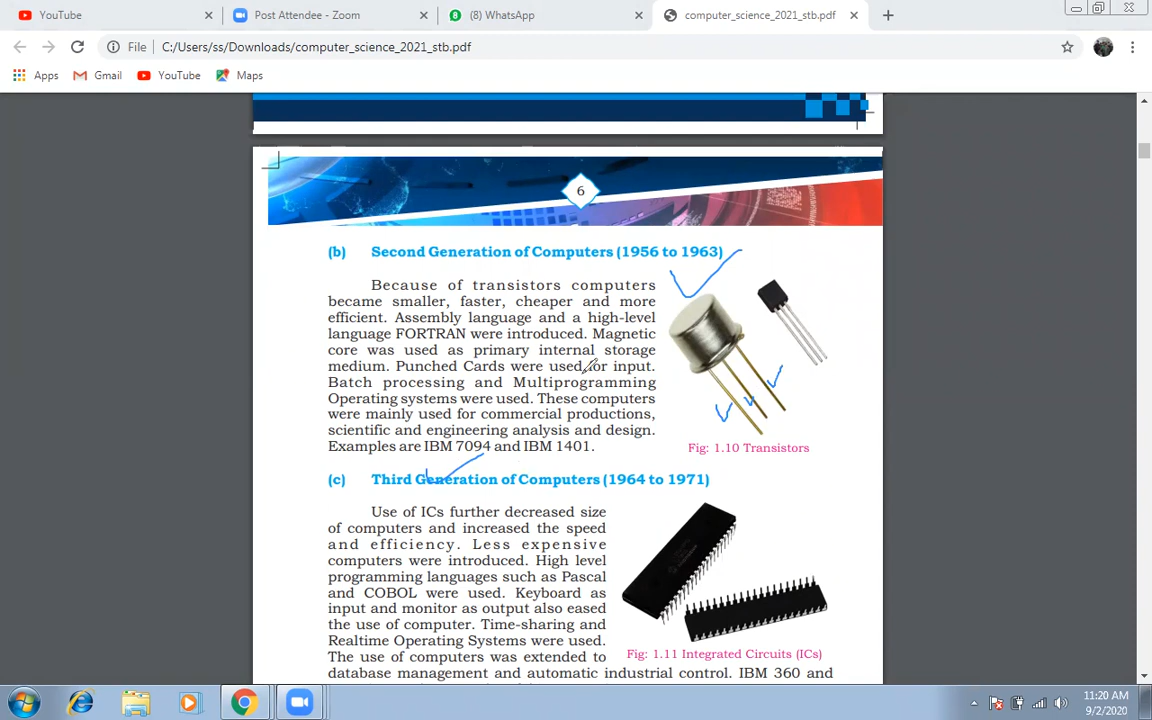 YouTube
Post Attendee - Zoom
(8) WhatsApp
computer_science_2021_stb.pdf
File
C:/Users/ss/Downloads/computer_science_2021_stb.pdf
Apps
Gmail
YouTube
Maps
6
(b) Second Generation of Computers (1956 to 1963)
Because of transistors computers
became smaller, faster, cheaper and more
efficient. Assembly language and a high-level
language FORTRAN were introduced. Magnetic
core was used as primary internal storage
medium. Punched Cards were used for input.
Batch processing and Multiprogramming
Operating systems were used. These computers
were mainly used for commercial productions,
scientific and engineering analysis and design.
Examples are IBM 7094 and IBM 1401.
Fig: 1.10 Transistors
(c) Third Generation of Computers (1964 to 1971)
Use of ICs further decreased size
of computers and increased the speed
and efficiency. Less expensive
computers were introduced. High level
programming languages such as Pascal
and COBOL were used. Keyboard as
input and monitor as output also eased
the use of computer. Time-sharing and
Realtime Operating Systems were used.
The use of computers was extended to
Fig: 1.11 Integrated Circuits (ICs)
database management and automatic industrial control. IBM 360 and
11:20 AM
9/2/2020